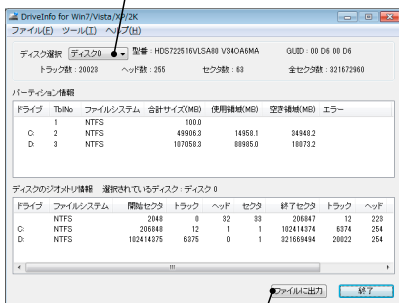 DriveInfo for Win7/Vista/XP/2K
ファイル(F) ツール(T) ヘルプ(H)
ディスク選択 ディスク0 型番 : HDS722516VLSA80 V34OA6MA GUID : 00 D6 00 D6
トラック数 : 20023 ヘッド数 : 255 セクタ数 : 63 全セクタ数 : 321672960
パーティション情報
ドライブ TblNo ファイルシステム 合計サイズ(MB) 使用領域(MB) 空き領域(MB) エラー
1 NTFS 100.0
C: 2 NTFS 49906.3 14958.1 34948.2
D: 3 NTFS 107058.3 88985.0 18073.2
ディスクのジオメトリ情報 選択されているディスク : ディスク 0
ドライブ ファイルシステム 開始セクタ トラック ヘッド セクタ 終了セクタ トラック ヘッド
NTFS 2048 0 32 33 206847 12 223
C: NTFS 206848 12 1 1 102414374 6374 254
D: NTFS 102414375 6375 0 1 321669494 20022 254
ファイルに出力 終了